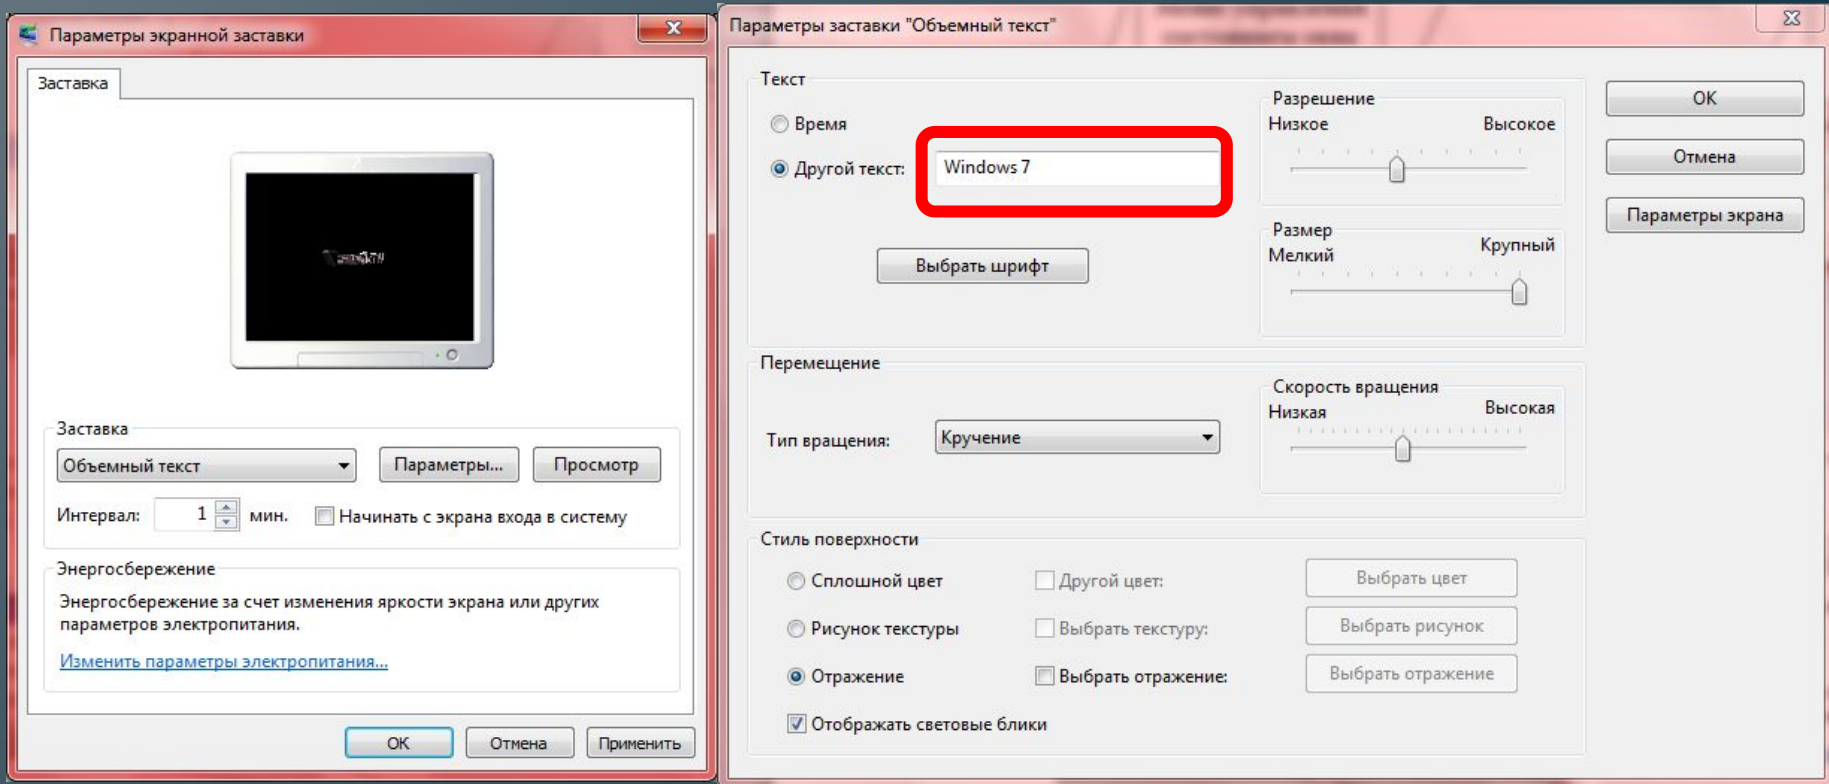 Параметры экранной заставки
Заставка
Заставка
Объемный текст
Параметры...
Просмотр
Интервал:
1
мин.
Начинать с экрана входа в систему
Энергосбережение
Энергосбережение за счет изменения яркости экрана или других
параметров электропитания.
Изменить параметры электропитания...
ОК
Отмена
Применить
Параметры заставки "Объемный текст"
Текст
Время
Другой текст:
Windows 7
Выбрать шрифт
Разрешение
Низкое
Высокое
Размер
Мелкий
Крупный
ОК
Отмена
Параметры экрана
Перемещение
Тип вращения:
Кручение
Скорость вращения
Низкая
Высокая
Стиль поверхности
Сплошной цвет
Другой цвет:
Выбрать цвет
Рисунок текстуры
Выбрать текстуру:
Выбрать рисунок
Отражение
Выбрать отражение:
Выбрать отражение
Отображать световые блики